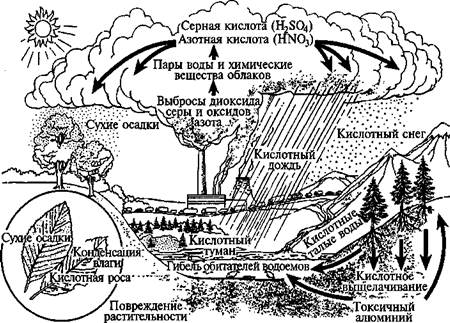 Серная кислота (H₂SO₄)
Азотная кислота (HNO₃)
Пары воды и химические
вещества облаков
Выбросы диоксида
серы и оксидов
азота
Сухие осадки
Кислотный снег
Кислотный
дождь
Кислотные
талые воды
Кислотный
туман
Гибель обитателей водоемов
Сухие осадки
Конденсация
влаги
Кислотная роса
Кислотное
выщелачивание
Повреждение
растительности
Токсичный
алюминий